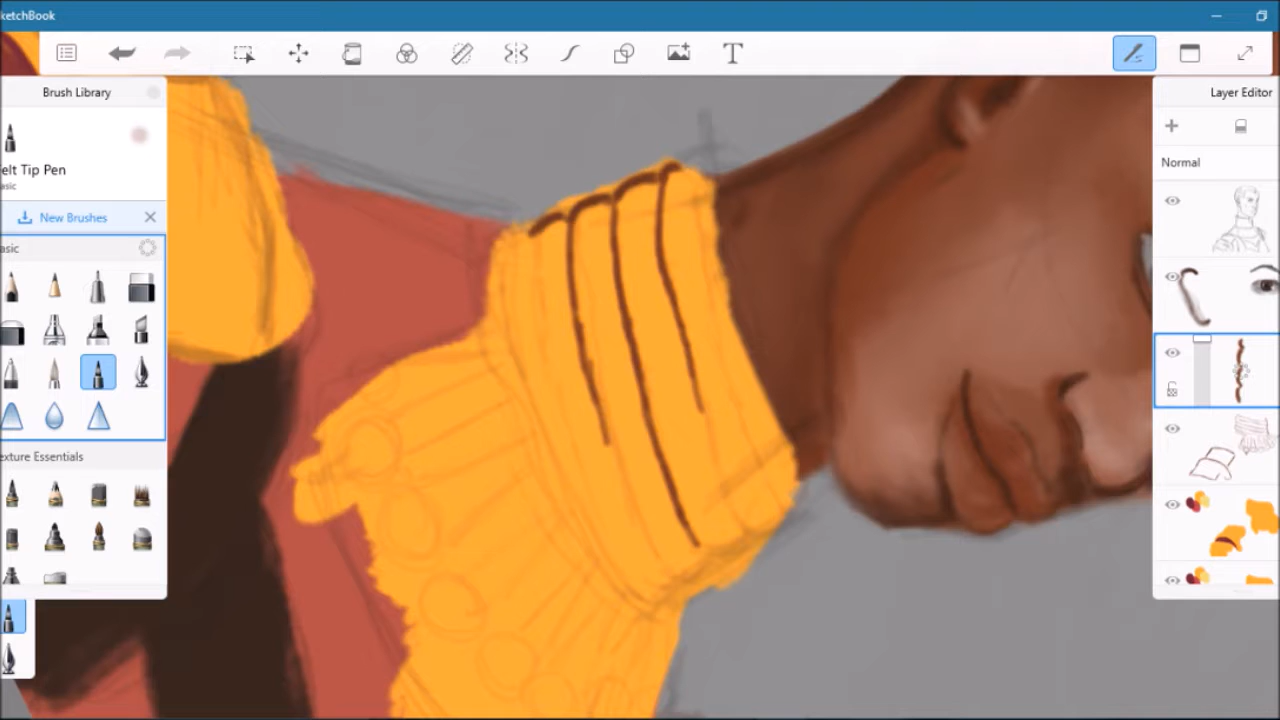 ketchBook
T
Brush Library
Layer Editor
elt Tip Pen
asic
Normal
New Brushes
asic
exture Essentials